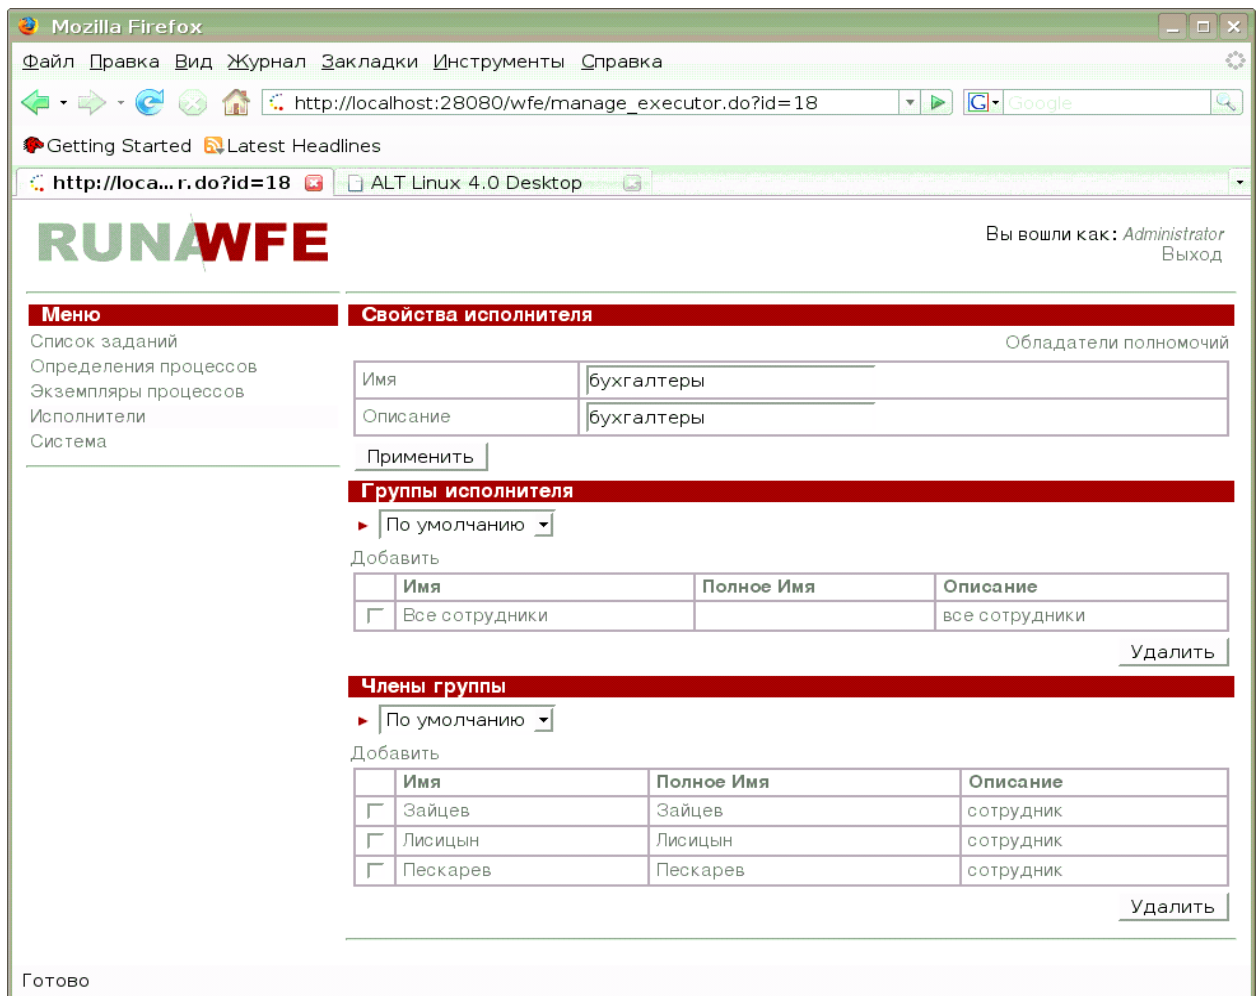 Mozilla Firefox
Файл Правка Вид Журнал Закладки Инструменты Справка
http://localhost:28080/wfe/manage_executor.do?id=18 G Google
Getting Started Latest Headlines
http://loca...r.do?id=18 ALT Linux 4.0 Desktop
RUNAWFE
Вы вошли как: Administrator
Выход
Меню
Список заданий
Определения процессов
Экземпляры процессов
Исполнители
Система
Свойства исполнителя
Обладатели полномочий
Имя бухгалтеры
Описание бухгалтеры
Применить
Группы исполнителя
По умолчанию
Добавить
Имя Полное Имя Описание
Все сотрудники все сотрудники
Удалить
Члены группы
По умолчанию
Добавить
Имя Полное Имя Описание
Зайцев Зайцев сотрудник
Лисицын Лисицын сотрудник
Пескарев Пескарев сотрудник
Удалить
Готово